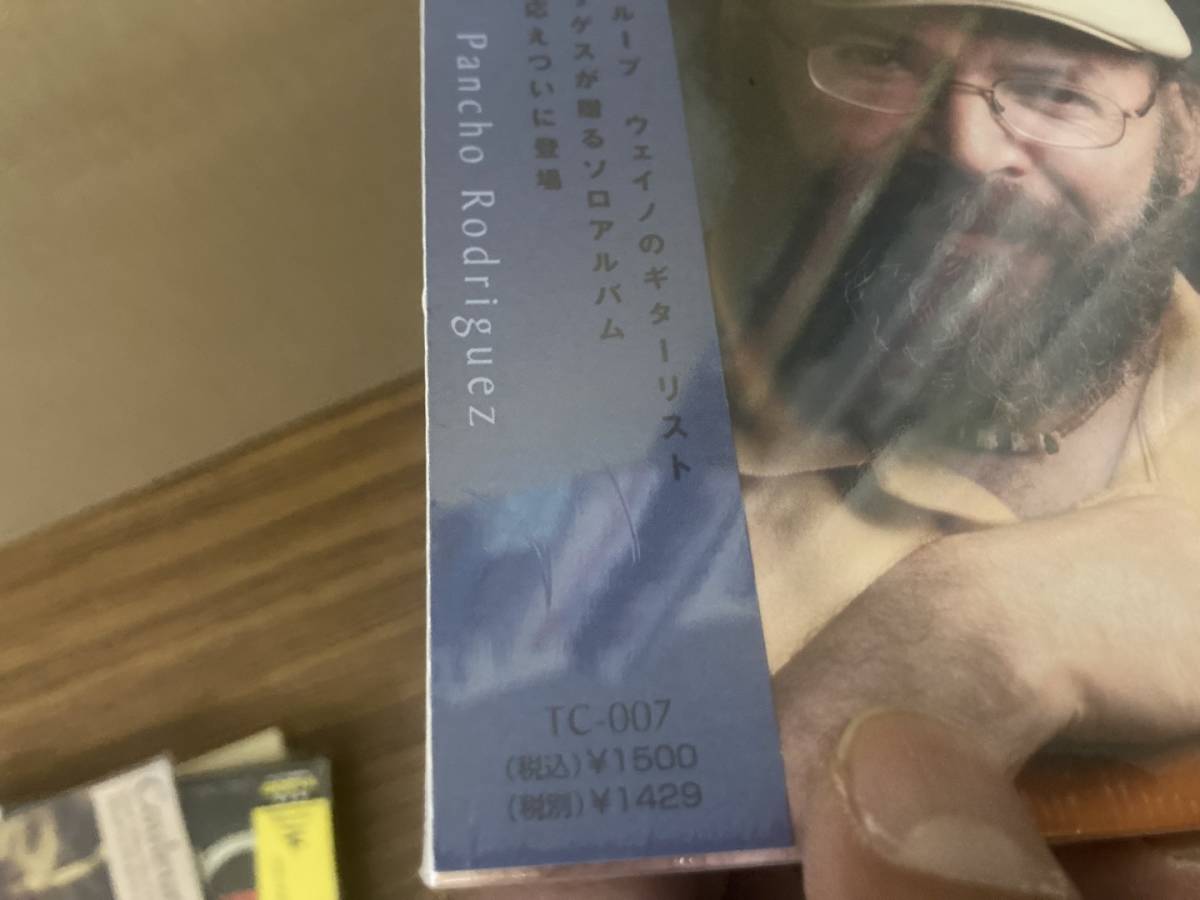 ループ ウェイノのギターリスト
ゲスが贈るソロアルバム
応えついに登場
Pancho Rodriguez
TC-007
(税込)¥1500
(税別)¥1429